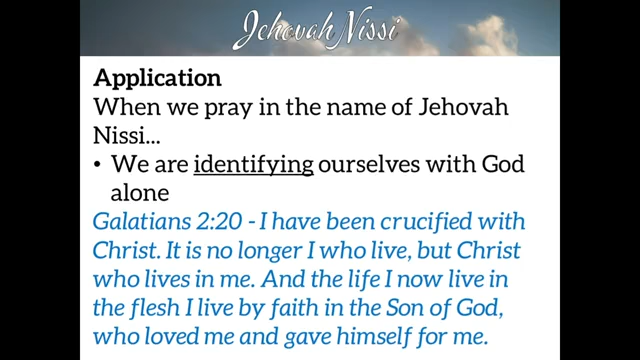 Jehovah Nissi
Application
When we pray in the name of Jehovah
Nissi...
• We are identifying ourselves with God
alone
Galatians 2:20 - I have been crucified with
Christ. It is no longer I who live, but Christ
who lives in me. And the life I now live in
the flesh I live by faith in the Son of God,
who loved me and gave himself for me.